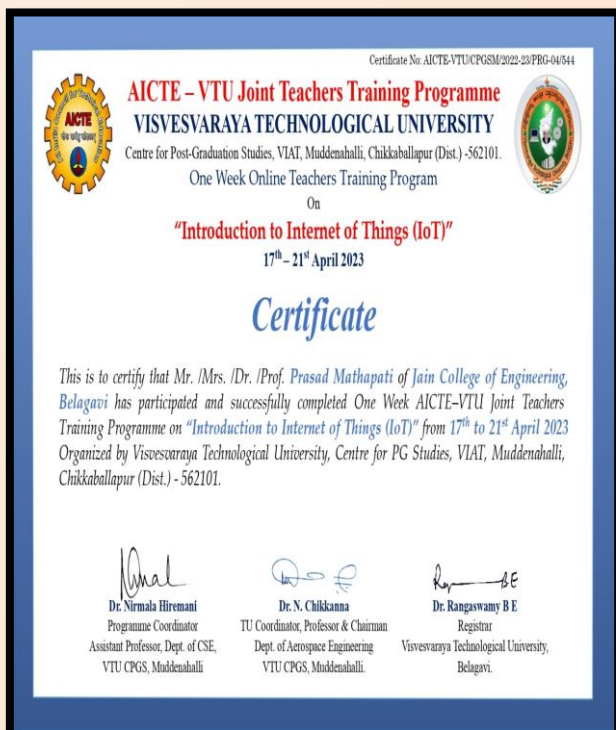 Certificate No: AICTE-VTU/CPGSM/2022-23/PRG-04/544
AICTE
AICTE – VTU Joint Teachers Training Programme
VISVESVARAYA TECHNOLOGICAL UNIVERSITY
Centre for Post-Graduation Studies, VIAT, Muddenahalli, Chikkaballapur (Dist.) -562101.
One Week Online Teachers Training Program
On
“Introduction to Internet of Things (IoT)”
17th – 21st April 2023
Certificate
This is to certify that Mr. /Mrs. /Dr. /Prof. Prasad Mathapati of Jain College of Engineering,
Belagavi has participated and successfully completed One Week AICTE–VTU Joint Teachers
Training Programme on “Introduction to Internet of Things (IoT)” from 17th to 21st April 2023
Organized by Visvesvaraya Technological University, Centre for PG Studies, VIAT, Muddenahalli,
Chikkaballapur (Dist.) - 562101.
Dr. Nirmala Hiremani
Programme Coordinator
Assistant Professor, Dept. of CSE,
VTU CPGS, Muddenahalli
Dr. N. Chikkanna
TU Coordinator, Professor & Chairman
Dept. of Aerospace Engineering
VTU CPGS, Muddenahalli.
Dr. Rangaswamy B E
Registrar
Visvesvaraya Technological University,
Belagavi.